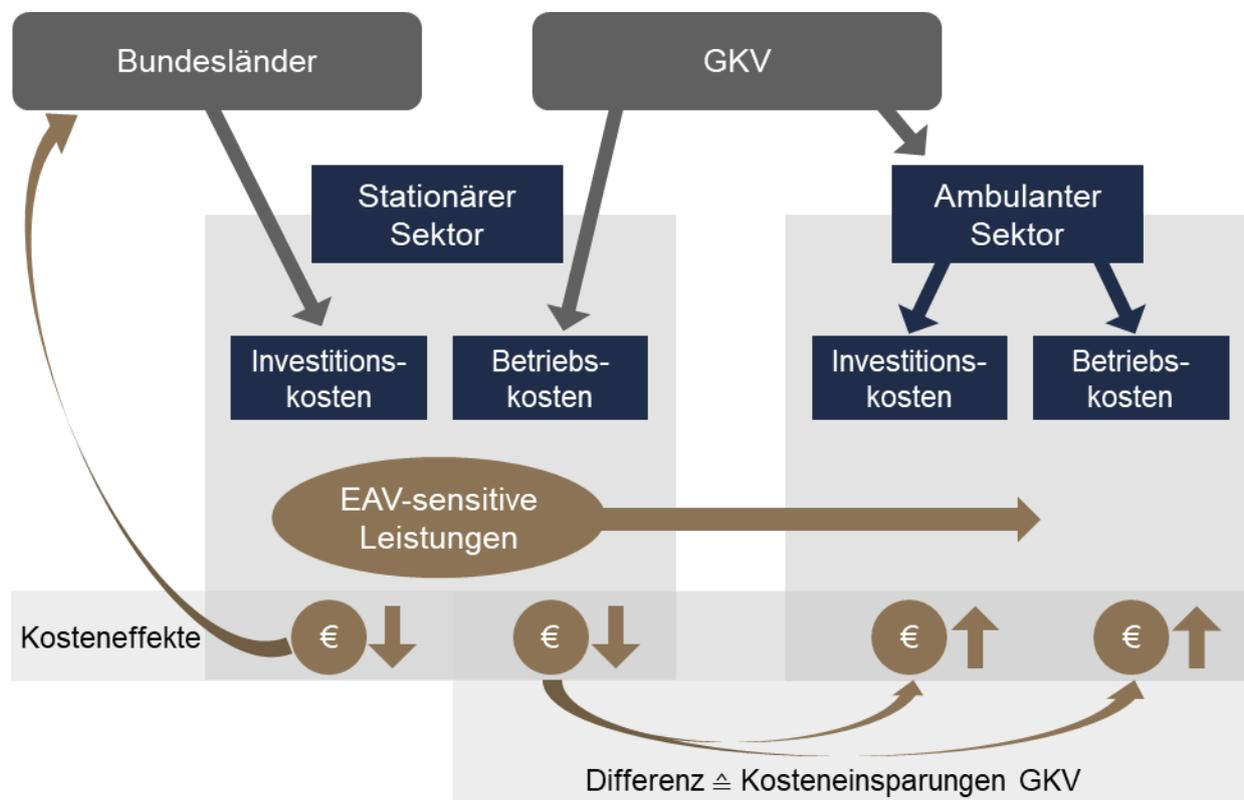 Bundesländer
GKV
Stationärer
Sektor
Ambulanter
Sektor
Investitions-
kosten
Betriebs-
kosten
Investitions-
kosten
Betriebs-
kosten
EAV-sensitive
Leistungen
Kosteneffekte
€
€
€
€
Differenz ≙ Kosteneinsparungen GKV